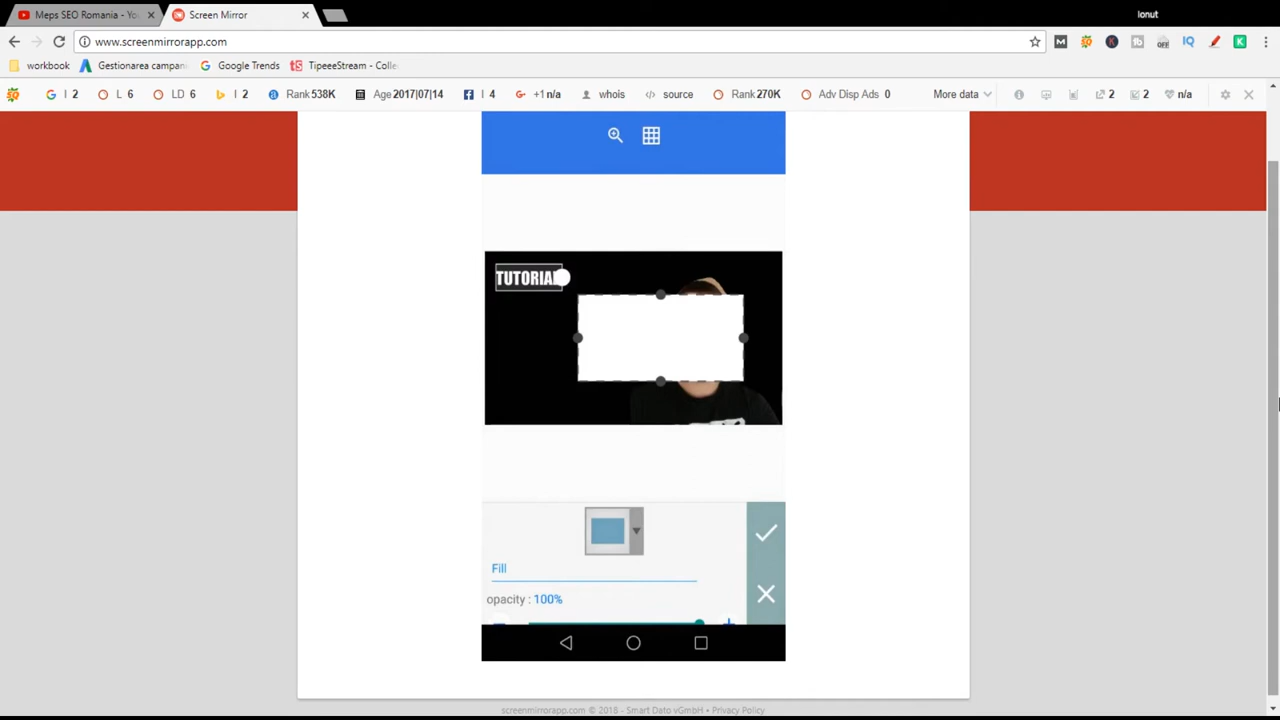 Meps SEO Romania - Yo
Screen Mirror
Ionut
www.screenmirrorapp.com
workbook
Gestionarea campan
Google Trends
TipeeeStream - Colle
I 2
L 6
LD 6
I 2
Rank 538K
Age 2017|07|14
I 4
+1 n/a
whois
source
Rank 270K
Adv Disp Ads 0
More data
2
2
n/a
TUTORIAL
Fill
opacity : 100%
screenmirrorapp.com © 2018 - Smart Dato vGmbH • Privacy Policy